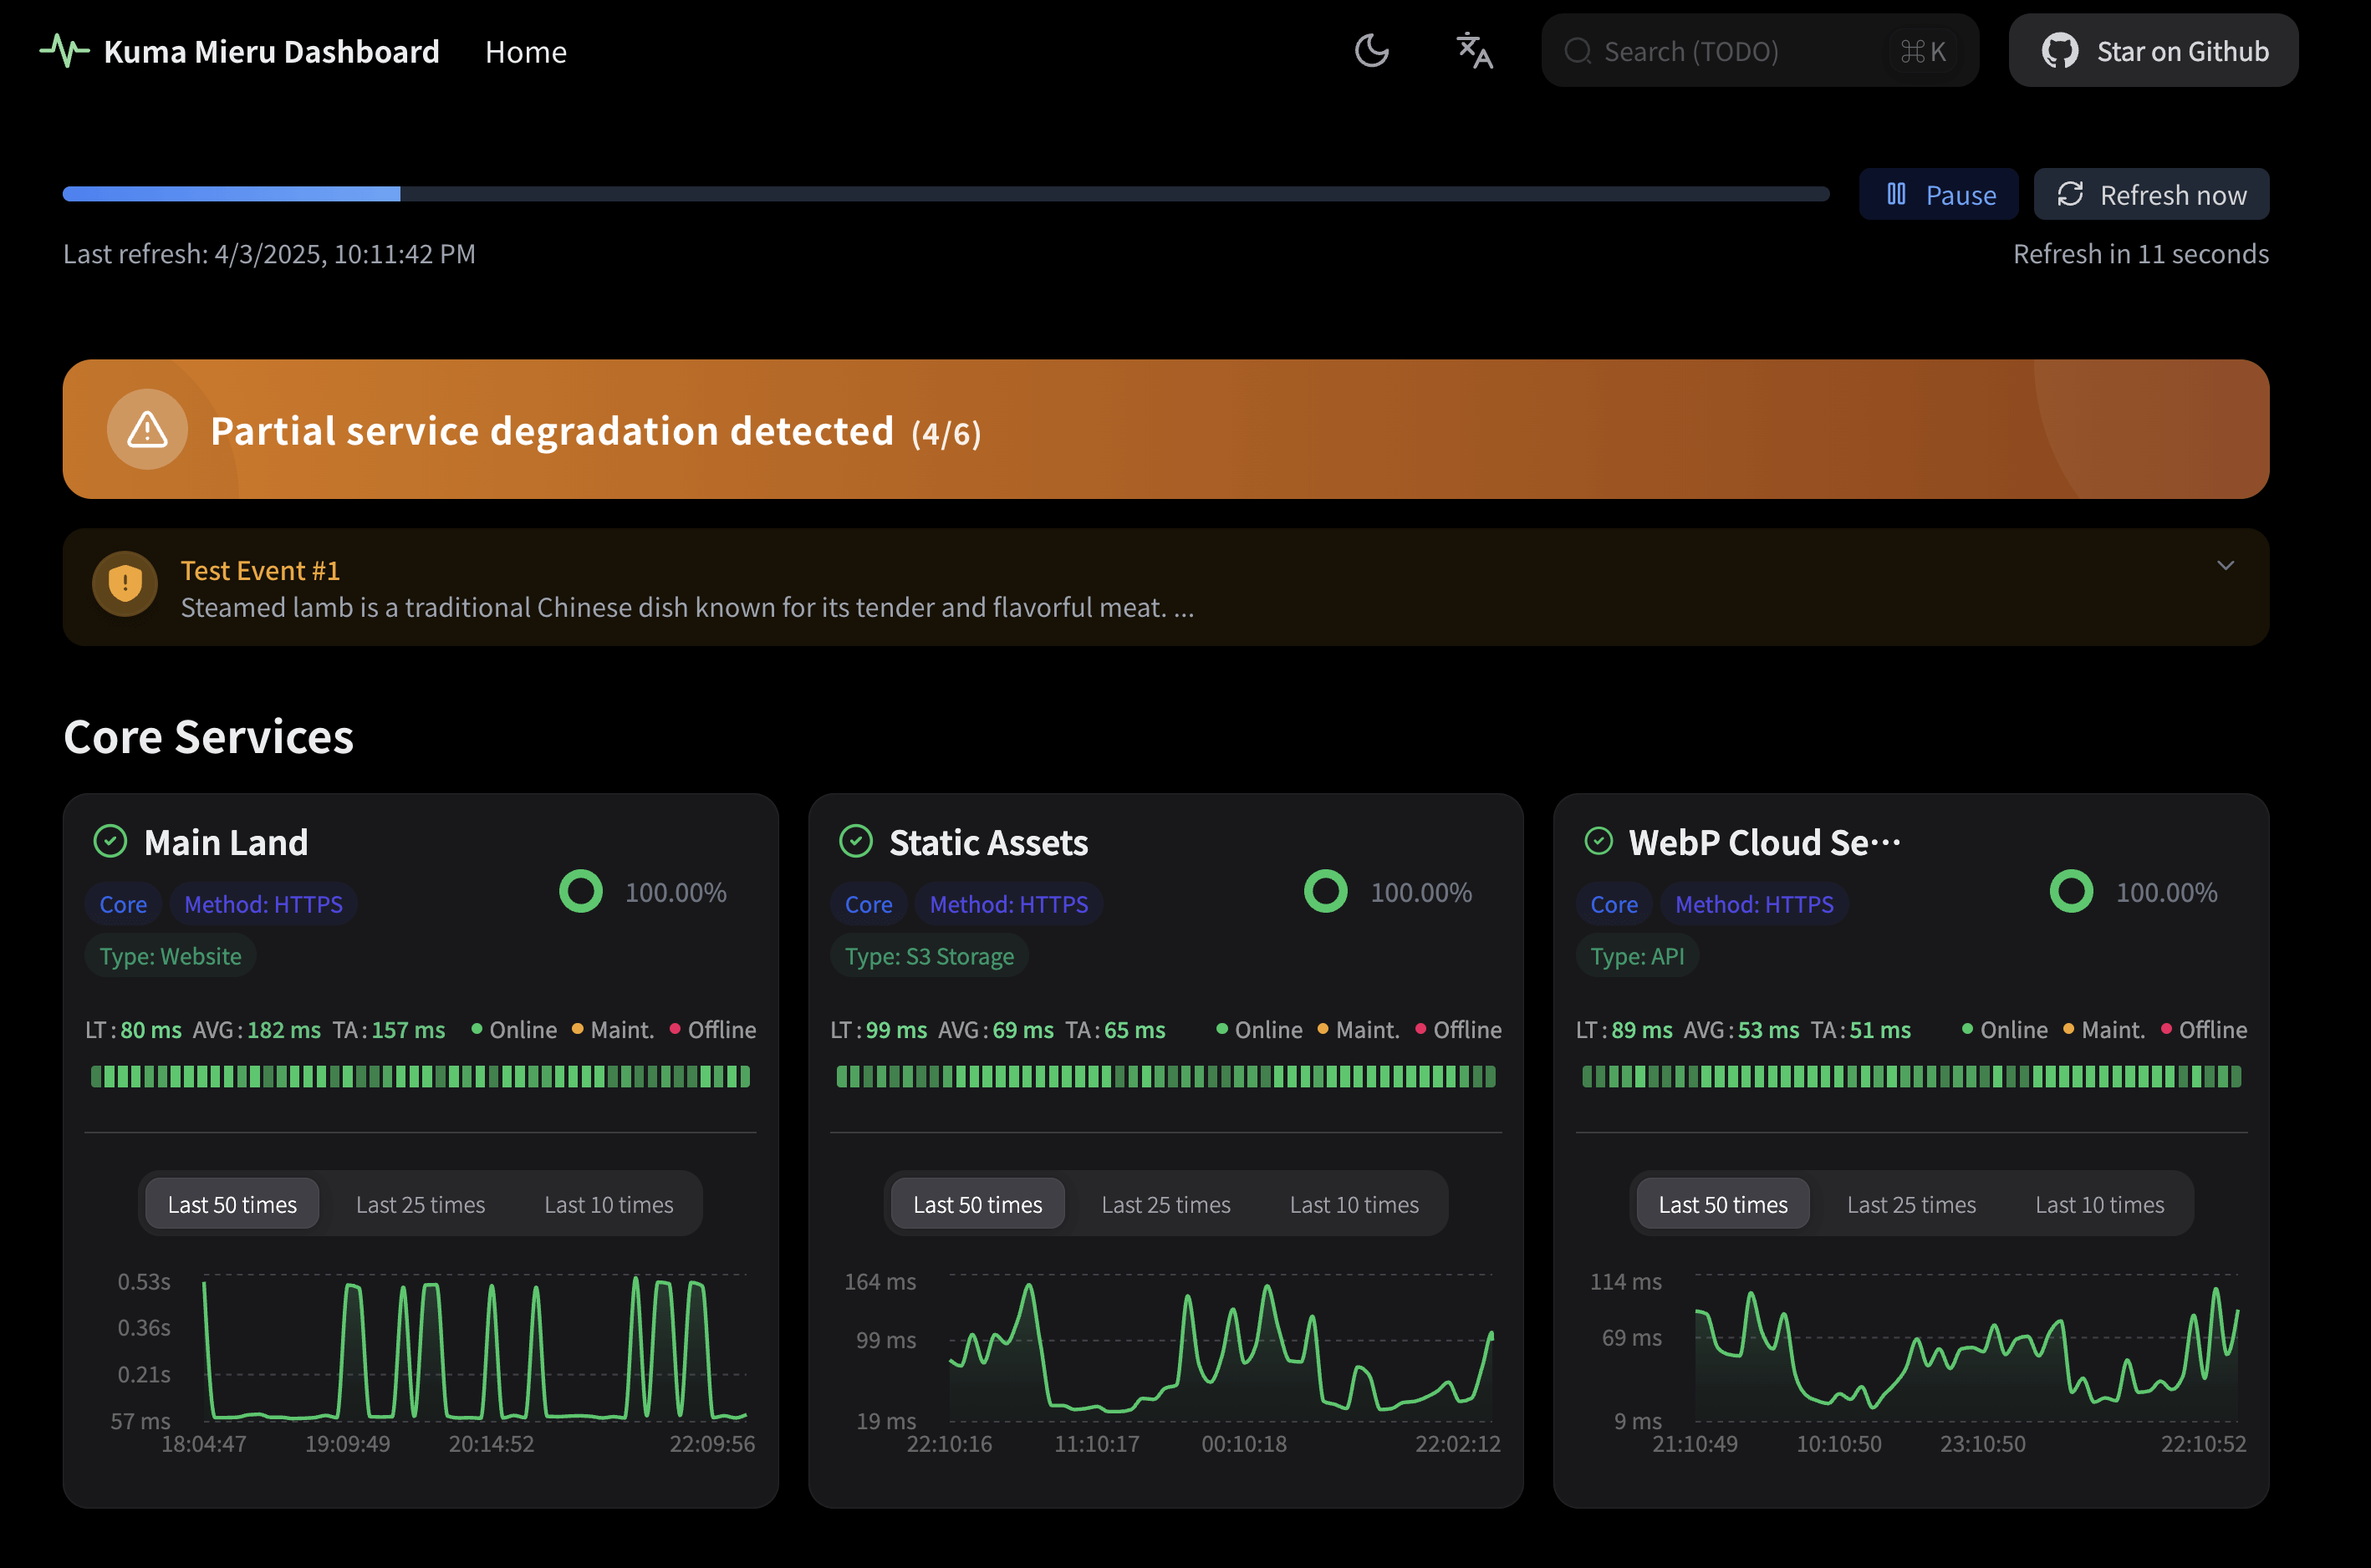 Kuma Mieru Dashboard Home Search (TODO) ⌘K Star on Github
Pause Refresh now
Last refresh: 4/3/2025, 10:11:42 PM Refresh in 11 seconds
Partial service degradation detected (4/6)
Test Event #1
Steamed lamb is a traditional Chinese dish known for its tender and flavorful meat. ...
Core Services
Main Land
Core Method: HTTPS 100.00%
Type: Website
LT : 80 ms AVG : 182 ms TA : 157 ms Online Maint. Offline
Last 50 times Last 25 times Last 10 times
0.53s
0.36s
0.21s
57 ms
18:04:47 19:09:49 20:14:52 22:09:56
Static Assets
Core Method: HTTPS 100.00%
Type: S3 Storage
LT : 99 ms AVG : 69 ms TA : 65 ms Online Maint. Offline
Last 50 times Last 25 times Last 10 times
164 ms
99 ms
19 ms
22:10:16 11:10:17 00:10:18 22:02:12
WebP Cloud Se···
Core Method: HTTPS 100.00%
Type: API
LT : 89 ms AVG : 53 ms TA : 51 ms Online Maint. Offline
Last 50 times Last 25 times Last 10 times
114 ms
69 ms
9 ms
21:10:49 10:10:50 23:10:50 22:10:52